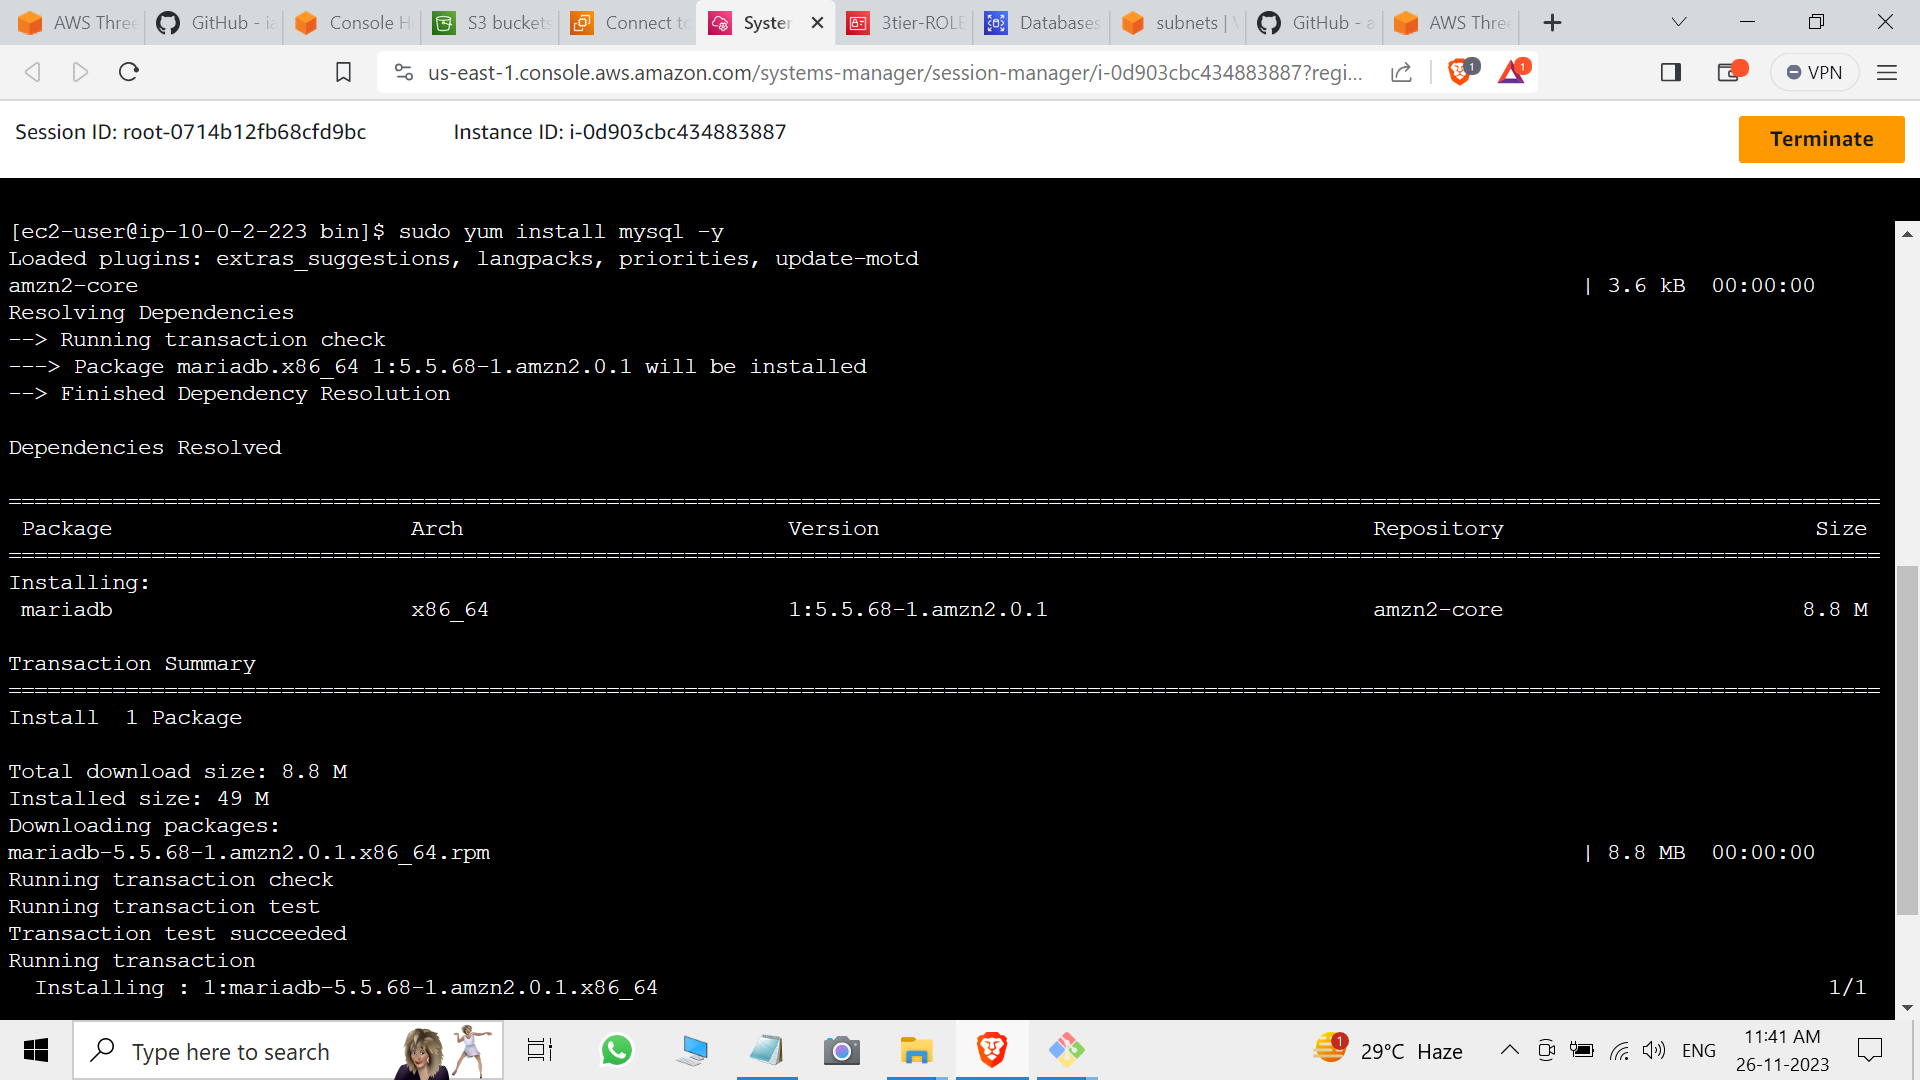 AWS Three
GitHub - ia
Console H
S3 buckets
Connect to
System
3tier-ROLE
Databases
subnets | V
GitHub - a
AWS Three
us-east-1.console.aws.amazon.com/systems-manager/session-manager/i-0d903cbc434883887?regi...
1
1
VPN
Session ID: root-0714b12fb68cfd9bc Instance ID: i-0d903cbc434883887
Terminate
[ec2-user@ip-10-0-2-223 bin]$ sudo yum install mysql -y
Loaded plugins: extras_suggestions, langpacks, priorities, update-motd
amzn2-core | 3.6 kB 00:00:00
Resolving Dependencies
--> Running transaction check
---> Package mariadb.x86_64 1:5.5.68-1.amzn2.0.1 will be installed
--> Finished Dependency Resolution
Dependencies Resolved
================================================================================
Package Arch Version Repository Size
================================================================================
Installing:
mariadb x86_64 1:5.5.68-1.amzn2.0.1 amzn2-core 8.8 M
Transaction Summary
================================================================================
Install 1 Package
Total download size: 8.8 M
Installed size: 49 M
Downloading packages:
mariadb-5.5.68-1.amzn2.0.1.x86_64.rpm | 8.8 MB 00:00:00
Running transaction check
Running transaction test
Transaction test succeeded
Running transaction
Installing : 1:mariadb-5.5.68-1.amzn2.0.1.x86_64 1/1
Type here to search
1
29°C Haze
ENG
11:41 AM
26-11-2023